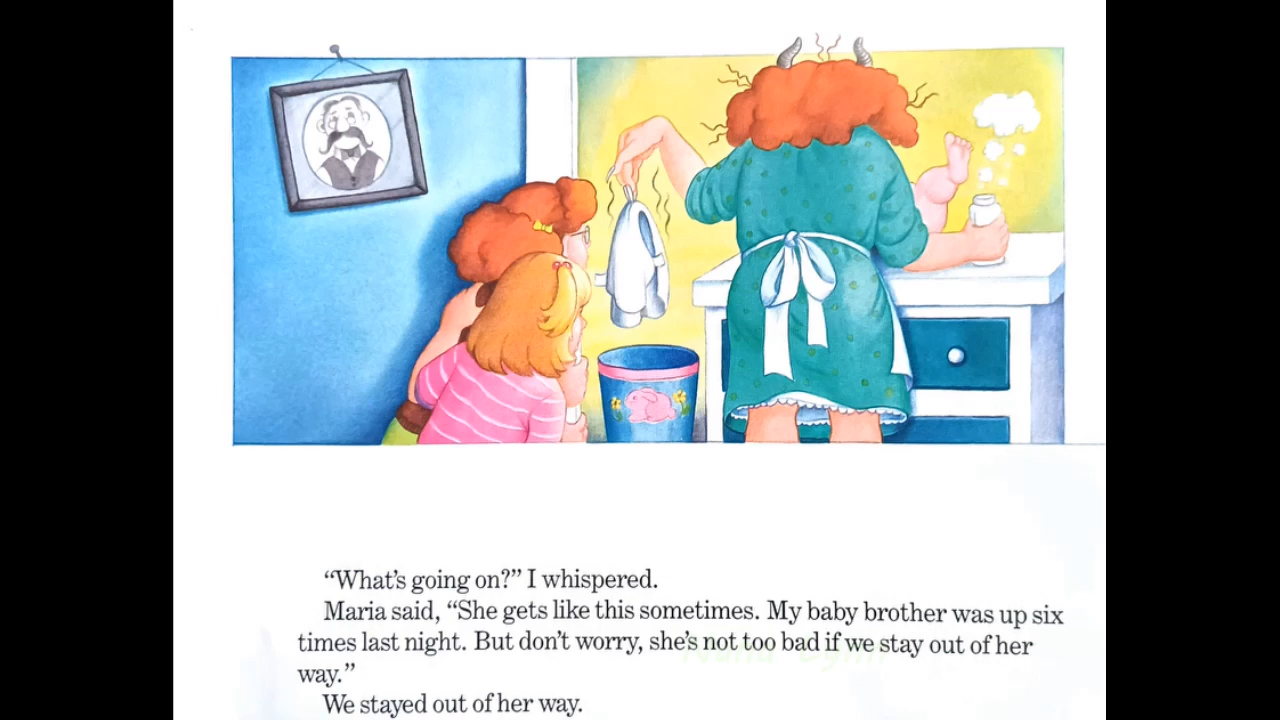 “What’s going on?” I whispered.
Maria said, “She gets like this sometimes. My baby brother was up six
times last night. But don’t worry, she’s not too bad if we stay out of her
way.”
We stayed out of her way.